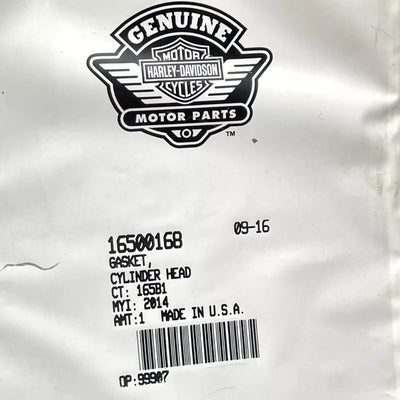 GENUINE
MOTOR
HARLEY-DAVIDSON
CYCLES
MOTOR PARTS
TM
16500168 09-16
GASKET,
CYLINDER HEAD
CT: 165B1
MYI: 2014
AMT:1 MADE IN U.S.A.
OP:99907